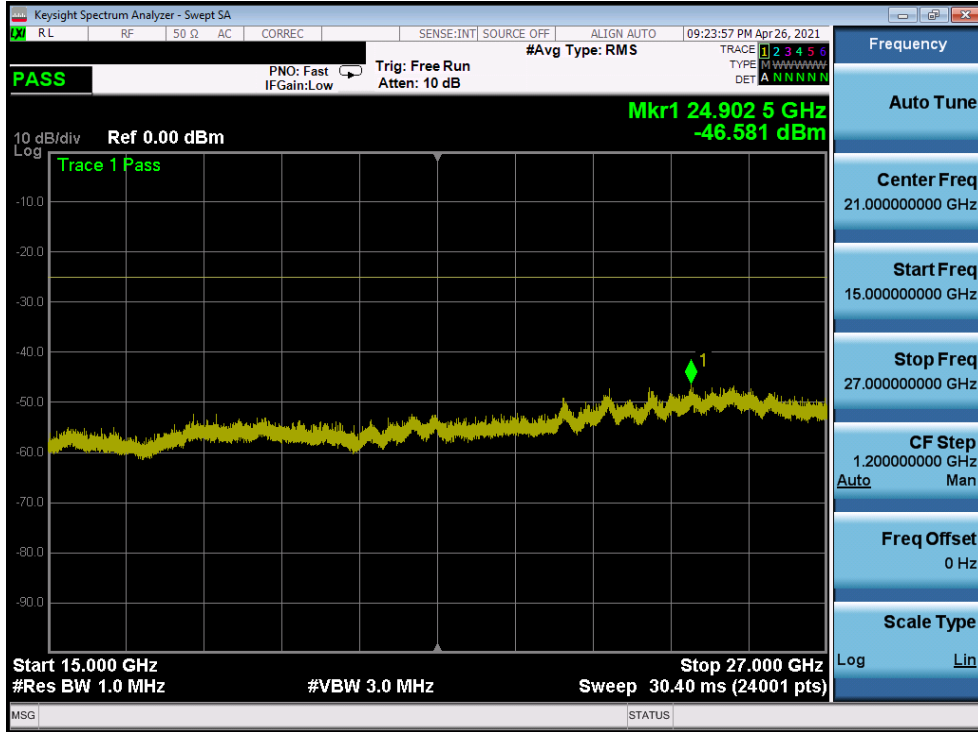 Keysight Spectrum Analyzer - Swept SA
LXI RL RF 50 Ω AC CORREC SENSE:INT SOURCE OFF ALIGN AUTO 09:23:57 PM Apr 26, 2021
#Avg Type: RMS
TRACE 1 2 3 4 5 6
TYPE M WWWWW
DET A N N N N N
PASS
PNO: Fast
IFGain:Low
Trig: Free Run
Atten: 10 dB
Mkr1 24.902 5 GHz
-46.581 dBm
10 dB/div Ref 0.00 dBm
Log
Trace 1 Pass
-10.0
-20.0
-30.0
-40.0
1
-50.0
-60.0
-70.0
-80.0
-90.0
Start 15.000 GHz Stop 27.000 GHz
#Res BW 1.0 MHz #VBW 3.0 MHz Sweep 30.40 ms (24001 pts)
MSG STATUS
Frequency
Auto Tune
Center Freq
21.000000000 GHz
Start Freq
15.000000000 GHz
Stop Freq
27.000000000 GHz
CF Step
1.200000000 GHz
Auto Man
Freq Offset
0 Hz
Scale Type
Log Lin